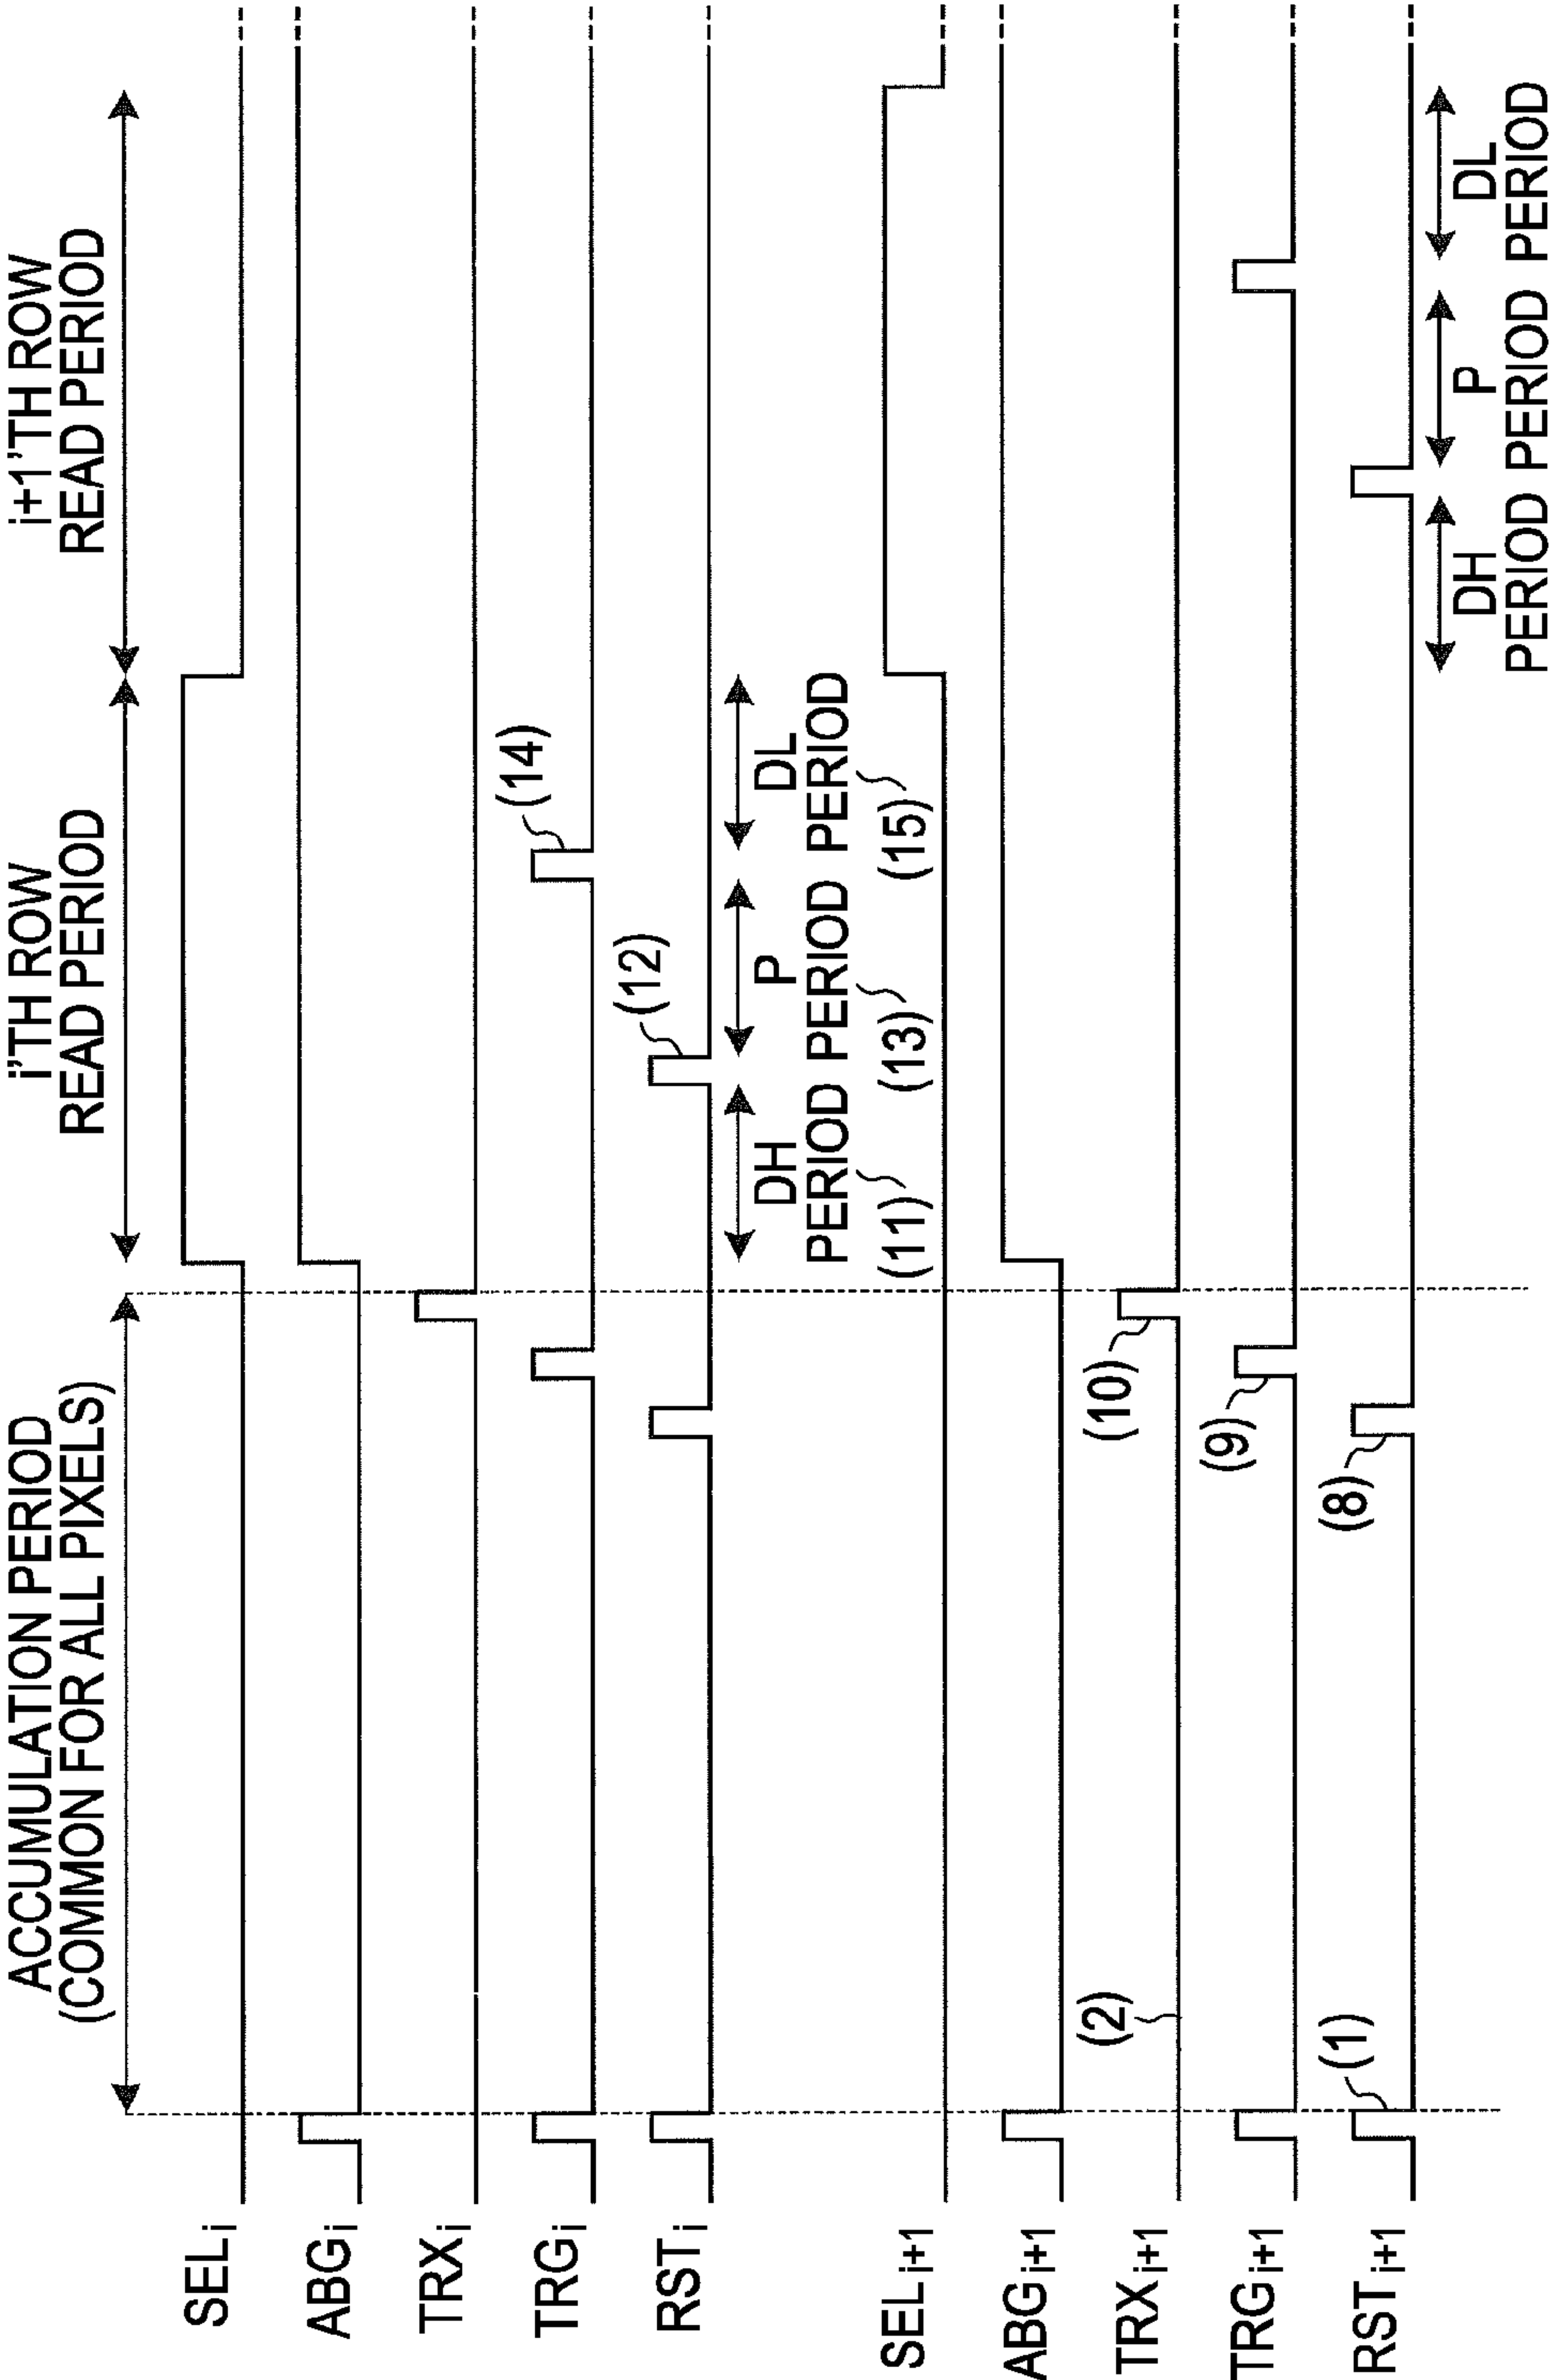 ACCUMULATION PERIOD
(COMMON FOR ALL PIXELS)
i'TH ROW
READ PERIOD
i+1'TH ROW
READ PERIOD
SELi
ABGi
TRXi
TRGi
(14)
RSTi
(12)
DH
PERIOD
P
PERIOD
DL
PERIOD
(11)
(13)
(15)
SELi+1
ABGi+1
TRXi+1
(2)
(10)
TRGi+1
(9)
RSTi+1
(1)
(8)
DH
PERIOD
P
PERIOD
DL
PERIOD